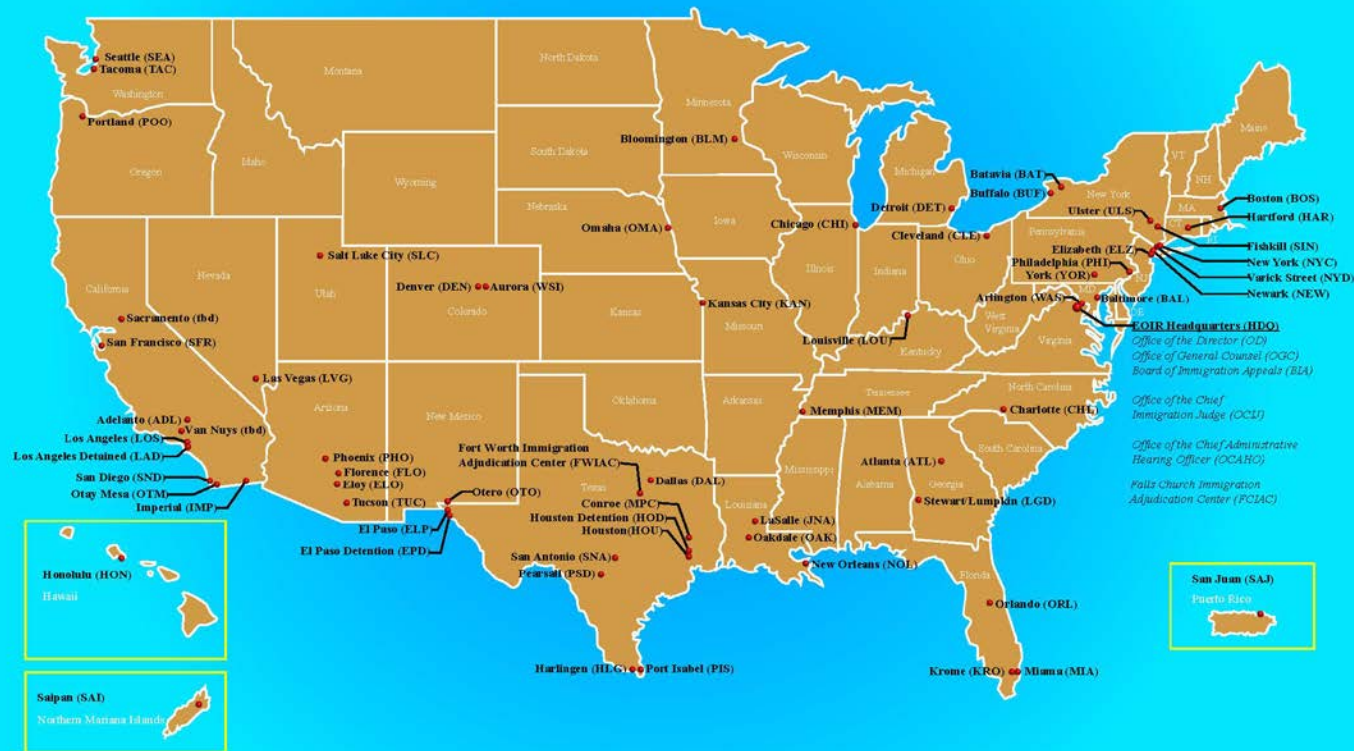 Seattle (SEA)
Tacoma (TAC)
Washington
Portland (POO)
Oregon
Idaho
Montana
Wyoming
North Dakota
South Dakota
Nebraska
Minnesota
Bloomington (BLM)
Wisconsin
Michigan
Iowa
Omaha (OMA)
Chicago (CHI)
Detroit (DET)
Cleveland (CLE)
Batavia (BAT)
Buffalo (BUF)
New York
VT
NH
Maine
MA
CT
RI
Boston (BOS)
Hartford (HAR)
Ulster (ULS)
Fishkill (SIN)
New York (NYC)
Varick Street (NYD)
Newark (NEW)
Pennsylvania
Elizabeth (ELZ)
Philadelphia (PHI)
York (YOR)
NJ
MD
DE
Arlington (WAS)
Baltimore (BAL)
EOIR Headquarters (HDQ)
Office of the Director (OD)
Office of General Counsel (OGC)
Board of Immigration Appeals (BIA)
Office of the Chief
Immigration Judge (OCIJ)
Office of the Chief Administrative
Hearing Officer (OCAHO)
Falls Church Immigration
Adjudication Center (FCIAC)
California
Nevada
Utah
Salt Lake City (SLC)
Denver (DEN)
Aurora (WSI)
Colorado
Kansas
Kansas City (KAN)
Missouri
Illinois
Indiana
Ohio
West
Virginia
Virginia
Louisville (LOU)
Kentucky
Sacramento (tbd)
San Francisco (SFR)
Las Vegas (LVG)
Adelanto (ADL)
Van Nuys (tbd)
Los Angeles (LOS)
Los Angeles Detained (LAD)
San Diego (SND)
Otay Mesa (OTM)
Imperial (IMP)
Arizona
Phoenix (PHO)
Florence (FLO)
Eloy (ELO)
Tucson (TUC)
New Mexico
Otero (OTO)
El Paso (ELP)
El Paso Detention (EPD)
Oklahoma
Arkansas
Tennessee
Memphis (MEM)
North Carolina
Charlotte (CHL)
South Carolina
Fort Worth Immigration
Adjudication Center (FWIAC)
Dallas (DAL)
Texas
Conroe (MPC)
Houston Detention (HOD)
Houston(HOU)
San Antonio (SNA)
Pearsall (PSD)
Harlingen (HLG)
Port Isabel (PIS)
Louisiana
LaSalle (JNA)
Oakdale (OAK)
New Orleans (NOL)
Mississippi
Alabama
Georgia
Atlanta (ATL)
Stewart/Lumpkin (LGD)
Florida
Orlando (ORL)
Krome (KRO)
Miama (MIA)
Honolulu (HON)
Hawaii
Saipan (SAI)
Northern Mariana Islands
San Juan (SAJ)
Puerto Rico